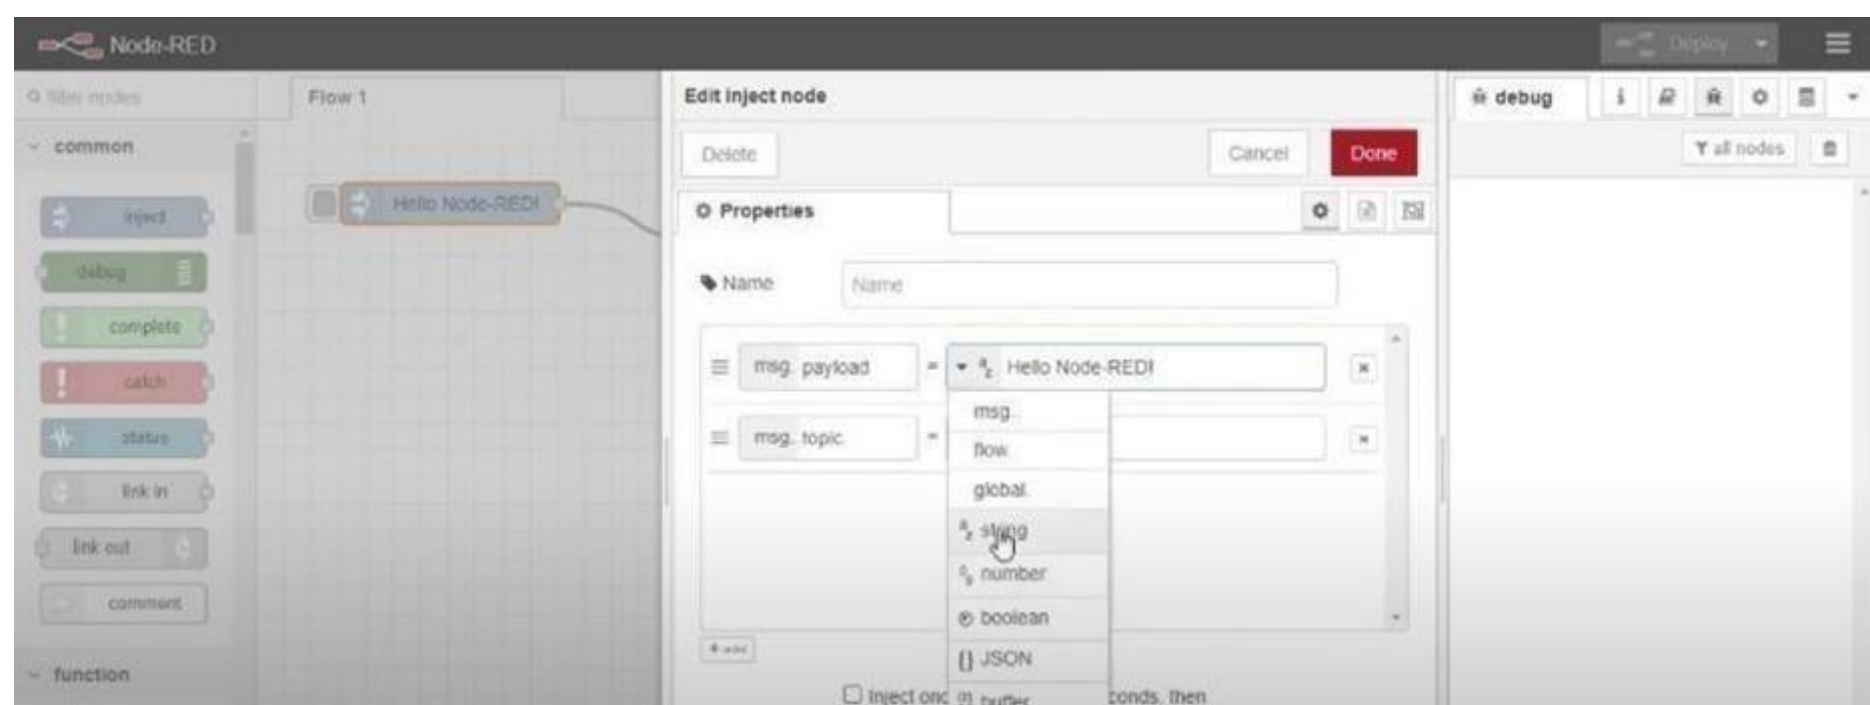 Node-RED
Deploy
filter nodes
Flow 1
Edit inject node
debug
i
common
Delete
Cancel
Done
all nodes
Hello Node-RED!
inject
Properties
debug
Name
Name
complete
msg. payload
=
Hello Node-RED!
catch
msg.
status
msg. topic
=
flow.
link in
global.
string
link out
number
comment
boolean
+ add
JSON
function
Inject onc
buffer
conds, then